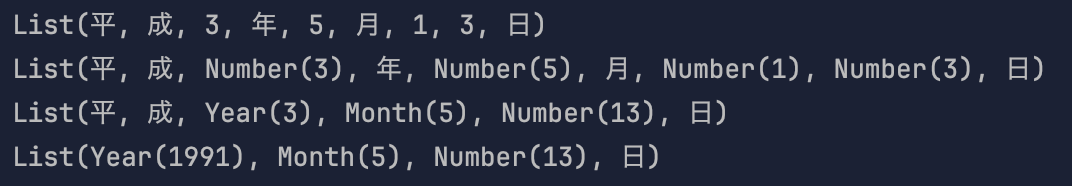 List(平, 成, 3, 年, 5, 月, 1, 3, 日)
List(平, 成, Number(3), 年, Number(5), 月, Number(1), Number(3), 日)
List(平, 成, Year(3), Month(5), Number(13), 日)
List(Year(1991), Month(5), Number(13), 日)